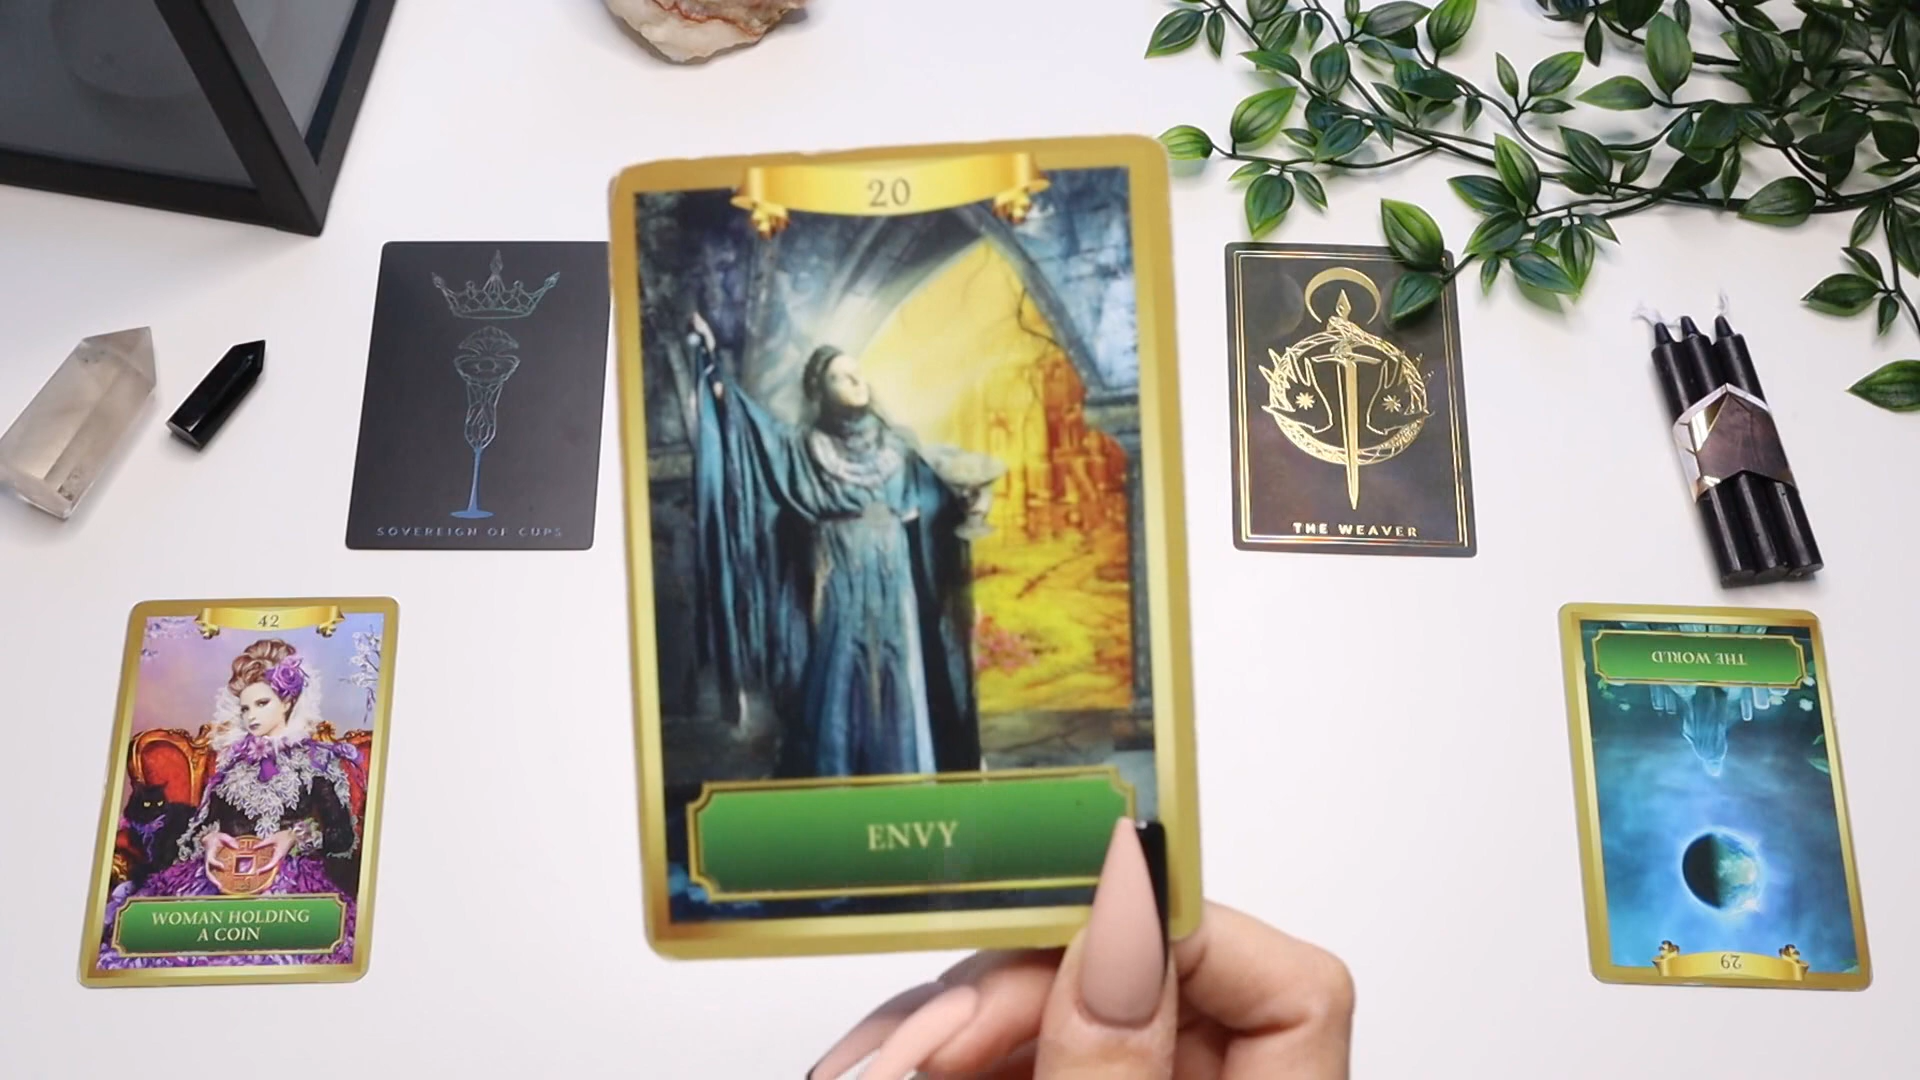 20
ENVY
SOVEREIGN OF CUPS
THE WEAVER
42
WOMAN HOLDING
A COIN
THE WORLD
29